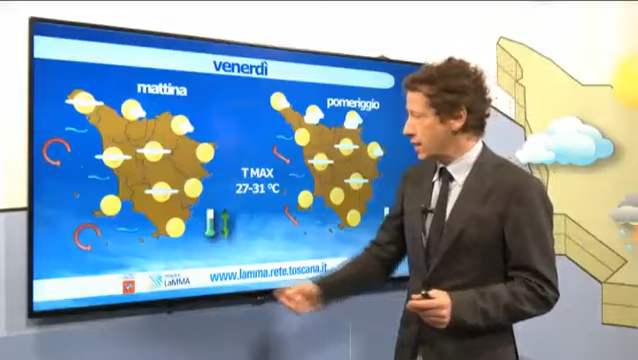 venerdì
mattina
pomeriggio
T MAX
27-31 °C
LaMMA
www.lamma.rete.toscana.it